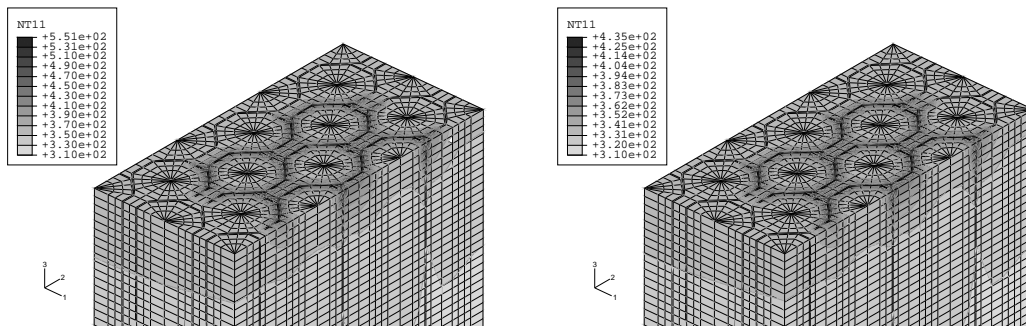 NT11
+5.51e+02
+5.31e+02
+5.10e+02
+4.90e+02
+4.70e+02
+4.50e+02
+4.30e+02
+4.10e+02
+3.90e+02
+3.70e+02
+3.50e+02
+3.30e+02
+3.10e+02
3
2
1
NT11
+4.35e+02
+4.25e+02
+4.14e+02
+4.04e+02
+3.94e+02
+3.83e+02
+3.73e+02
+3.62e+02
+3.52e+02
+3.41e+02
+3.31e+02
+3.20e+02
+3.10e+02
3
2
1